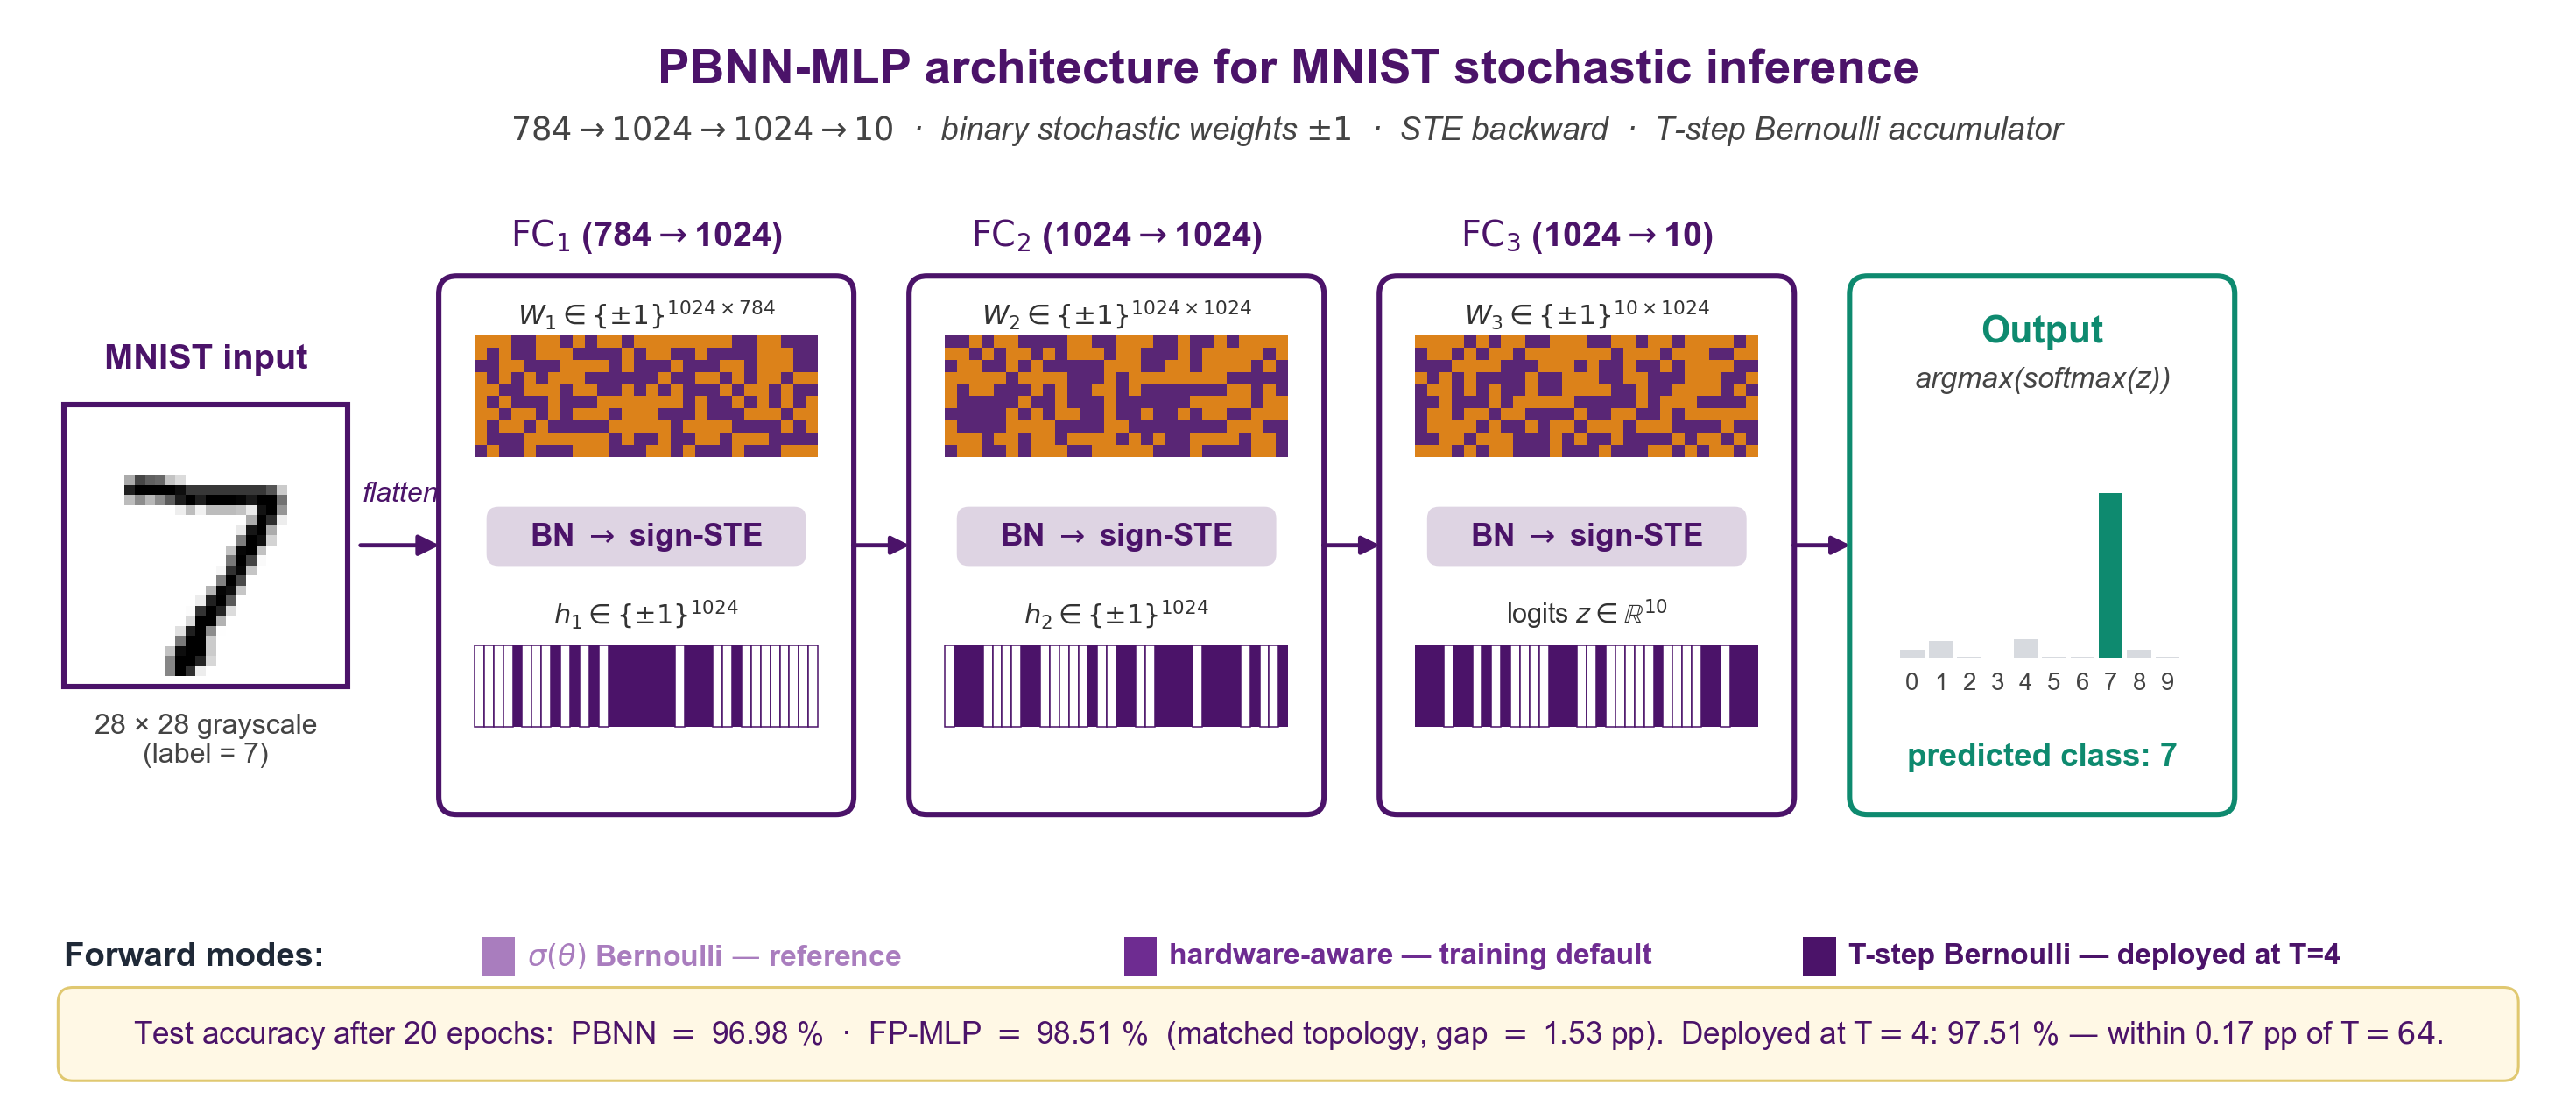 PBNN-MLP architecture for MNIST stochastic inference
784→1024→1024→10 · binary stochastic weights ±1 · STE backward · T-step Bernoulli accumulator
MNIST input
28 × 28 grayscale
(label = 7)
flatten
FC₁ (784→1024)
W₁ ∈ {±1}¹⁰²⁴ ˣ ⁷⁸⁴
BN → sign-STE
h₁ ∈ {±1}¹⁰²⁴
FC₂ (1024→1024)
W₂ ∈ {±1}¹⁰²⁴ ˣ ¹⁰²⁴
BN → sign-STE
h₂ ∈ {±1}¹⁰²⁴
FC₃ (1024→10)
W₃ ∈ {±1}¹⁰ ˣ ¹⁰²⁴
BN → sign-STE
logits z ∈ ℝ¹⁰
Output
argmax(softmax(z))
0 1 2 3 4 5 6 7 8 9
predicted class: 7
Forward modes:
σ(θ) Bernoulli — reference
hardware-aware — training default
T-step Bernoulli — deployed at T=4
Test accuracy after 20 epochs: PBNN = 96.98 % · FP-MLP = 98.51 % (matched topology, gap = 1.53 pp). Deployed at T = 4: 97.51 % — within 0.17 pp of T = 64.